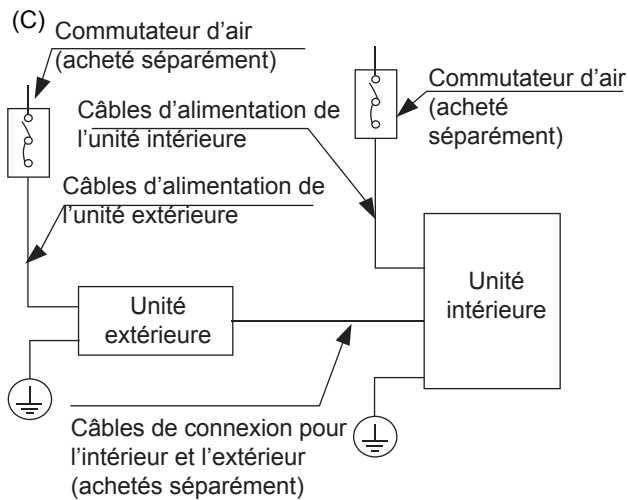 (C)
Commutateur d'air
(acheté séparément)
Commutateur d'air
(acheté
séparément)
Câbles d'alimentation de
l'unité intérieure
Câbles d'alimentation de
l'unité extérieure
Unité
extérieure
Unité
intérieure
Câbles de connexion pour
l'intérieur et l'extérieur
(achetés séparément)